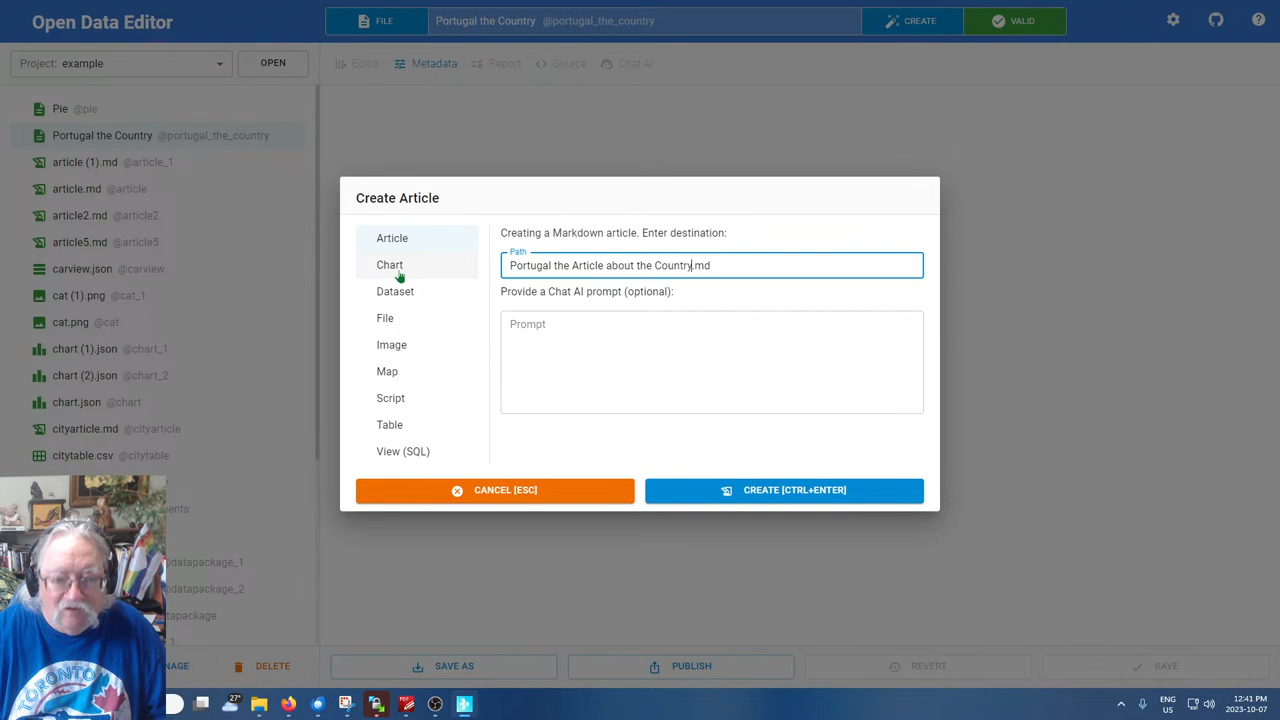 Open Data Editor
FILE
Portugal the Country @portugal_the_country
CREATE
VALID
Project: example
OPEN
Editor
Metadata
Report
Source
Chat AI
Pie @pie
Portugal the Country @portugal_the_country
article (1).md @article_1
article.md @article
article2.md @article2
article5.md @article5
carview.json @carview
cat (1).png @cat_1
cat.png @cat
chart (1).json @chart_1
chart (2).json @chart_2
chart.json @chart
cityarticle.md @cityarticle
citytable.csv @citytable
@datapackage_2
Create Article
Article
Chart
Dataset
File
Image
Map
Script
Table
View (SQL)
Creating a Markdown article. Enter destination:
Path
Portugal the Article about the Country.md
Provide a Chat AI prompt (optional):
Prompt
CANCEL [ESC]
CREATE [CTRL+ENTER]
DELETE
SAVE AS
PUBLISH
REVERT
SAVE
TORONTO
27°
ENG
US
12:41 PM
2023-10-07